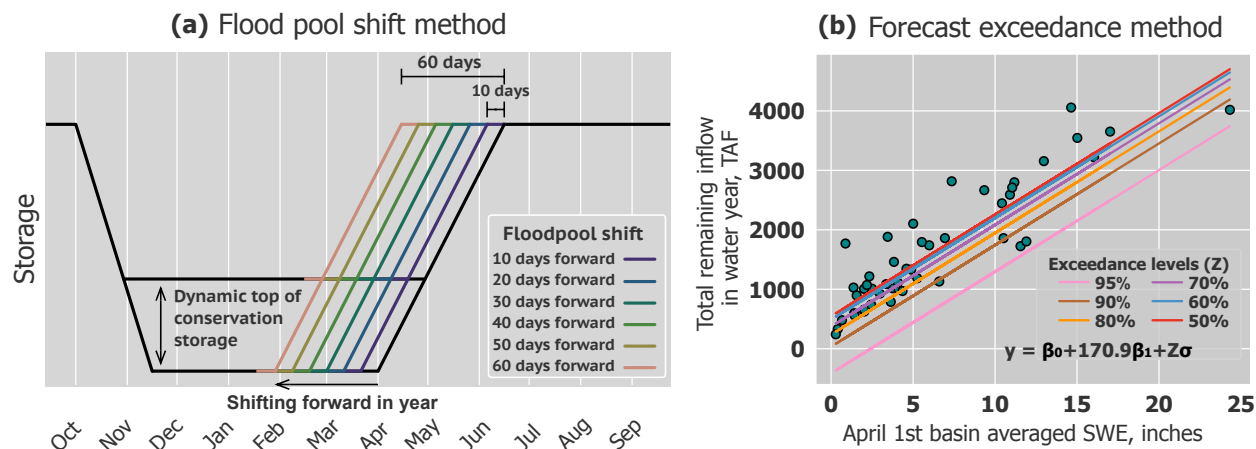 (a) Flood pool shift method
60 days
10 days
Storage
Dynamic top of
conservation
storage
Floodpool shift
10 days forward
20 days forward
30 days forward
40 days forward
50 days forward
60 days forward
Shifting forward in year
Oct Nov Dec Jan Feb Mar Apr May Jun Jul Aug Sep
(b) Forecast exceedance method
Total remaining inflow
in water year, TAF
4000
3000
2000
1000
0
Exceedance levels (Z)
95% 70%
90% 60%
80% 50%
y = β₀+170.9β₁+Zσ
0 5 10 15 20 25
April 1st basin averaged SWE, inches